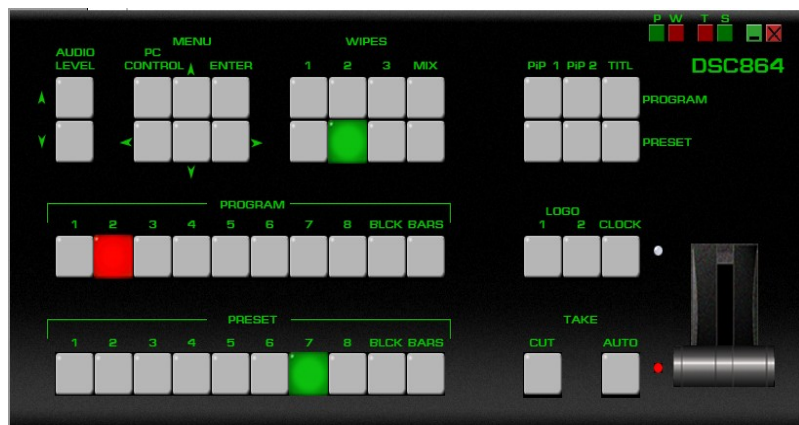 P W T S
MENU
WIPES
AUDIO LEVEL
PC CONTROL
ENTER
1 2 3 MIX
PiP 1 PiP 2 TITL
DSC864
PROGRAM
PRESET
PROGRAM
1 2 3 4 5 6 7 8 BLCK BARS
LOGO
1 2 CLOCK
PRESET
1 2 3 4 5 6 7 8 BLCK BARS
TAKE
CUT AUTO